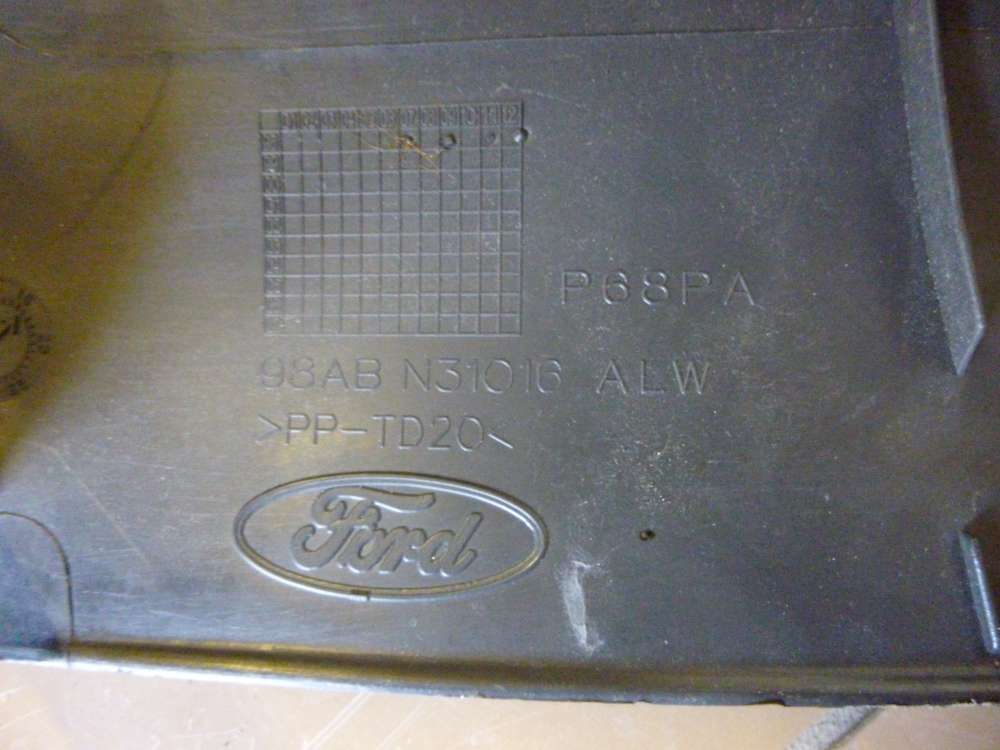 P68PA
98AB N31016 ALW
>PP-TD20<
Ford